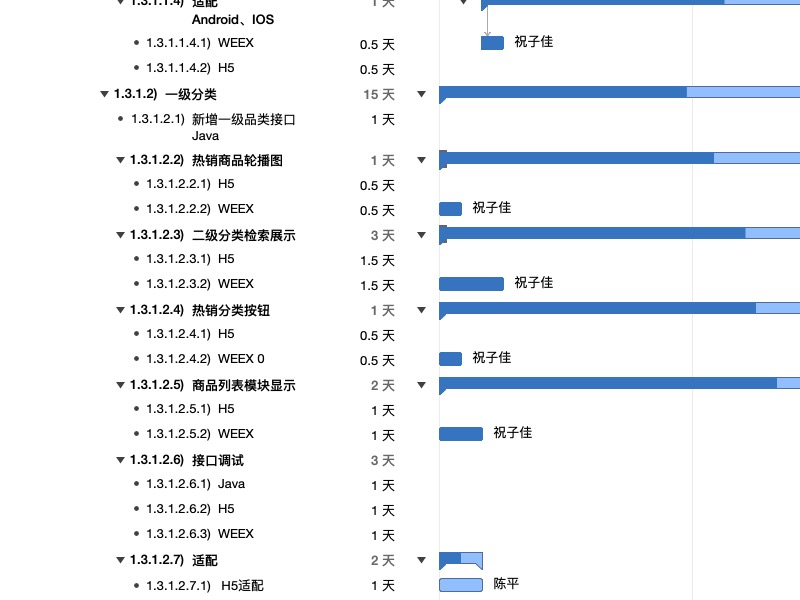 1.3.1.1.4) 适配 1 天
Android、IOS
1.3.1.1.4.1) WEEX 0.5 天 祝子佳
1.3.1.1.4.2) H5 0.5 天
1.3.1.2) 一级分类 15 天
1.3.1.2.1) 新增一级品类接口 1 天
Java
1.3.1.2.2) 热销商品轮播图 1 天
1.3.1.2.2.1) H5 0.5 天
1.3.1.2.2.2) WEEX 0.5 天 祝子佳
1.3.1.2.3) 二级分类检索展示 3 天
1.3.1.2.3.1) H5 1.5 天
1.3.1.2.3.2) WEEX 1.5 天 祝子佳
1.3.1.2.4) 热销分类按钮 1 天
1.3.1.2.4.1) H5 0.5 天
1.3.1.2.4.2) WEEX 0 0.5 天 祝子佳
1.3.1.2.5) 商品列表模块显示 2 天
1.3.1.2.5.1) H5 1 天
1.3.1.2.5.2) WEEX 1 天 祝子佳
1.3.1.2.6) 接口调试 3 天
1.3.1.2.6.1) Java 1 天
1.3.1.2.6.2) H5 1 天
1.3.1.2.6.3) WEEX 1 天
1.3.1.2.7) 适配 2 天
1.3.1.2.7.1) H5适配 1 天 陈平